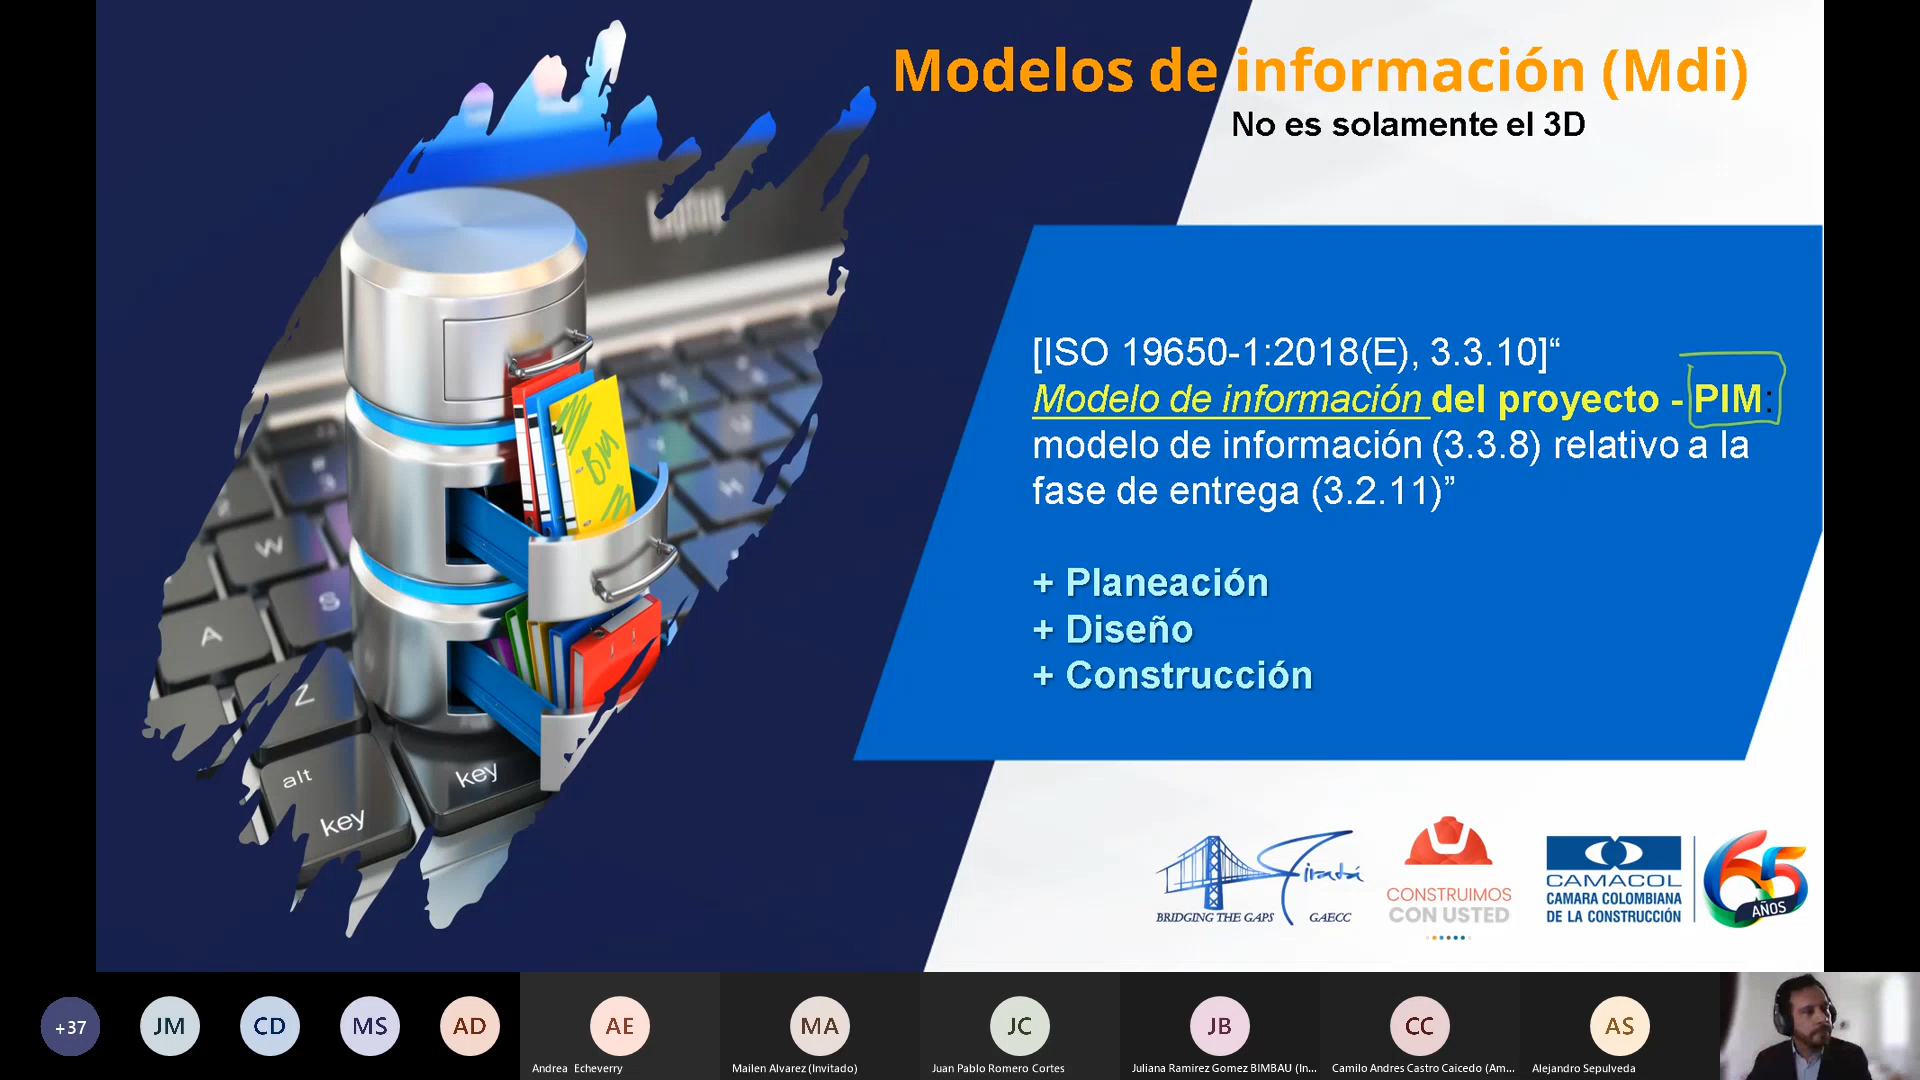 Modelos de información (Mdi)
No es solamente el 3D
laptop
[ISO 19650-1:2018(E), 3.3.10]“
Modelo de información del proyecto - PIM:
modelo de información (3.3.8) relativo a la
fase de entrega (3.2.11)”
+ Planeación
+ Diseño
+ Construcción
BIM
W
A
S
Z
alt
key
key
BRIDGING THE GAPS GAECC
CONSTRUIMOS
CON USTED
CAMACOL
CAMARA COLOMBIANA
DE LA CONSTRUCCIÓN
65
AÑOS
+37
JM
CD
MS
AD
AE
MA
JC
JB
CC
AS
Andrea Echeverry
Mailen Alvarez (Invitado)
Juan Pablo Romero Cortes
Juliana Ramirez Gomez BIMBAU (In...
Camilo Andres Castro Caicedo (Am...
Alejandro Sepulveda